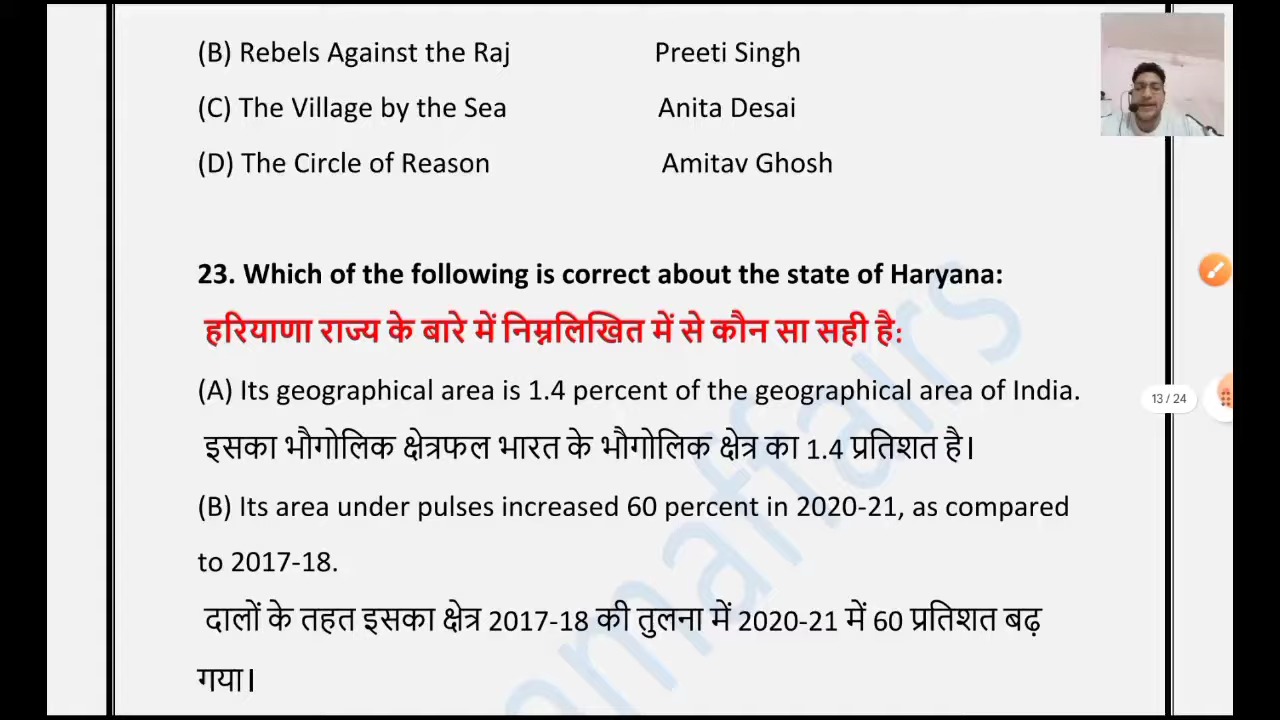 (B) Rebels Against the Raj Preeti Singh
(C) The Village by the Sea Anita Desai
(D) The Circle of Reason Amitav Ghosh
23. Which of the following is correct about the state of Haryana:
हरियाणा राज्य के बारे में निम्नलिखित में से कौन सा सही है:
(A) Its geographical area is 1.4 percent of the geographical area of India.
13 / 24
इसका भौगोलिक क्षेत्रफल भारत के भौगोलिक क्षेत्र का 1.4 प्रतिशत है।
(B) Its area under pulses increased 60 percent in 2020-21, as compared
to 2017-18.
दालों के तहत इसका क्षेत्र 2017-18 की तुलना में 2020-21 में 60 प्रतिशत बढ़
गया।
amaffairs